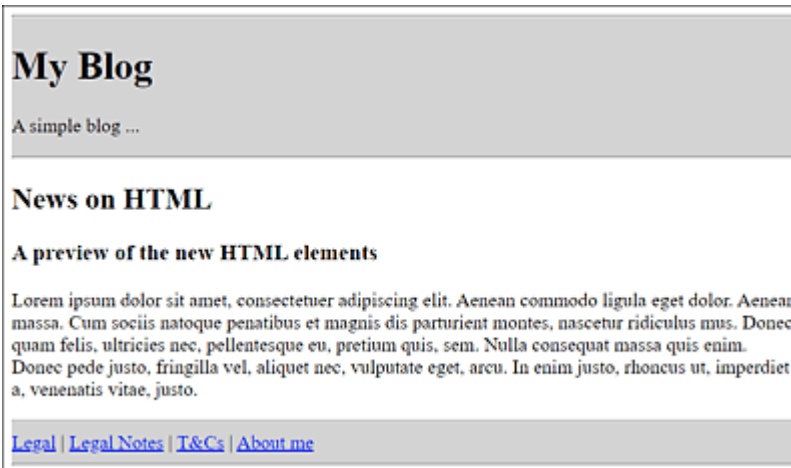 My Blog
A simple blog ...
News on HTML
A preview of the new HTML elements
Lorem ipsum dolor sit amet, consectetuer adipiscing elit. Aenean commodo ligula eget dolor. Aenean
massa. Cum sociis natoque penatibus et magnis dis parturient montes, nascetur ridiculus mus. Donec
quam felis, ultricies nec, pellentesque eu, pretium quis, sem. Nulla consequat massa quis enim.
Donec pede justo, fringilla vel, aliquet nec, vulputate eget, arcu. In enim justo, rhoncus ut, imperdiet
a, venenatis vitae, justo.
Legal | Legal Notes | T&Cs | About me